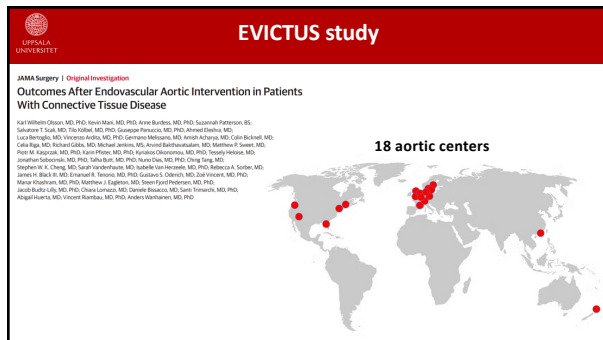 UPPSALA
UNIVERSITET
EVICTUS study
JAMA Surgery | Original Investigation
Outcomes After Endovascular Aortic Intervention in Patients
With Connective Tissue Disease
Karl Wilhelm Olsson, MD, PhD; Kevin Mani, MD, PhD; Anne Burdess, MD, PhD; Suzannah Patterson, BS;
Salvatore T. Scali, MD; Tilo Kölbel, MD, PhD; Giuseppe Panuccio, MD, PhD; Ahmed Eleshra, MD;
Luca Bertoglio, MD; Vincenzo Ardita, MD, PhD; Germano Melissano, MD; Amish Acharya, MD; Colin Bicknell, MD;
Celia Riga, MD; Richard Gibbs, MD; Michael Jenkins, MS; Arvind Bakthavatsalam, MD; Matthew P. Sweet, MD;
Piotr M. Kasprzak, MD; Karin Pfister, MD; Kyriakos Oikonomou, MD, PhD; Tessely Heloise, MD;
Jonathan Sobocinski, MD, PhD; Talha Butt, MD, PhD; Nuno Dias, MD, PhD; Ching Tang, MD;
Stephen W. K. Cheng, MD; Sarah Vandenhaute, MD; Isabelle Van Herzeele, MD, PhD; Rebecca A. Sorber, MD;
James H. Black III, MD; Emanuel R. Tenorio, MD, PhD; Gustavo S. Oderich, MD; Zoë Vincent, MD, PhD;
Manar Khashram, MD, PhD; Matthew J. Eagleton, MD, PhD; Steen Fjord Pedersen, MD, PhD;
Jacob Budtz-Lilly, MD, PhD; Chiara Lomazzi, MD, PhD; Daniele Bissacco, MD; Santi Trimarchi, MD, PhD;
Abigail Huerta, MD; Vincent Riambau, MD, PhD; Anders Wanhainen, MD, PhD
18 aortic centers